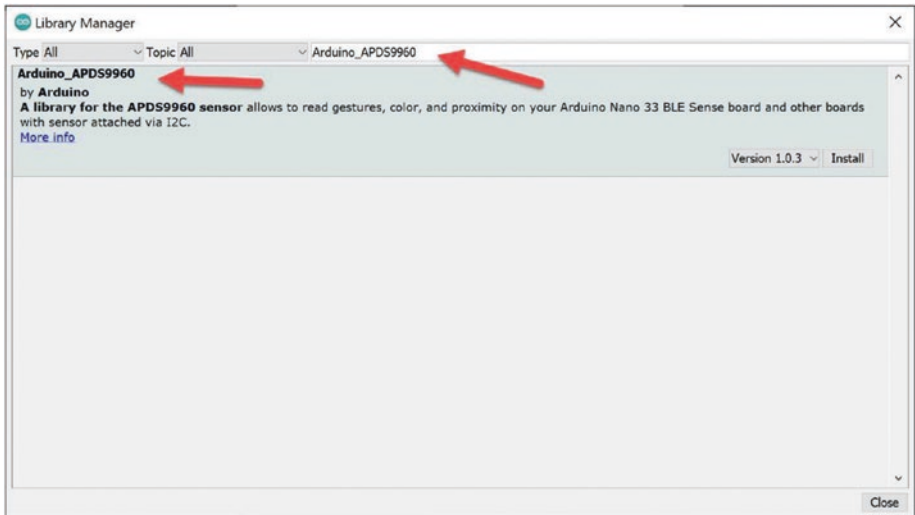 Library Manager
Type All Topic All Arduino_APDS9960
Arduino_APDS9960
by Arduino
A library for the APDS9960 sensor allows to read gestures, color, and proximity on your Arduino Nano 33 BLE Sense board and other boards
with sensor attached via I2C.
More info
Version 1.0.3 Install
Close